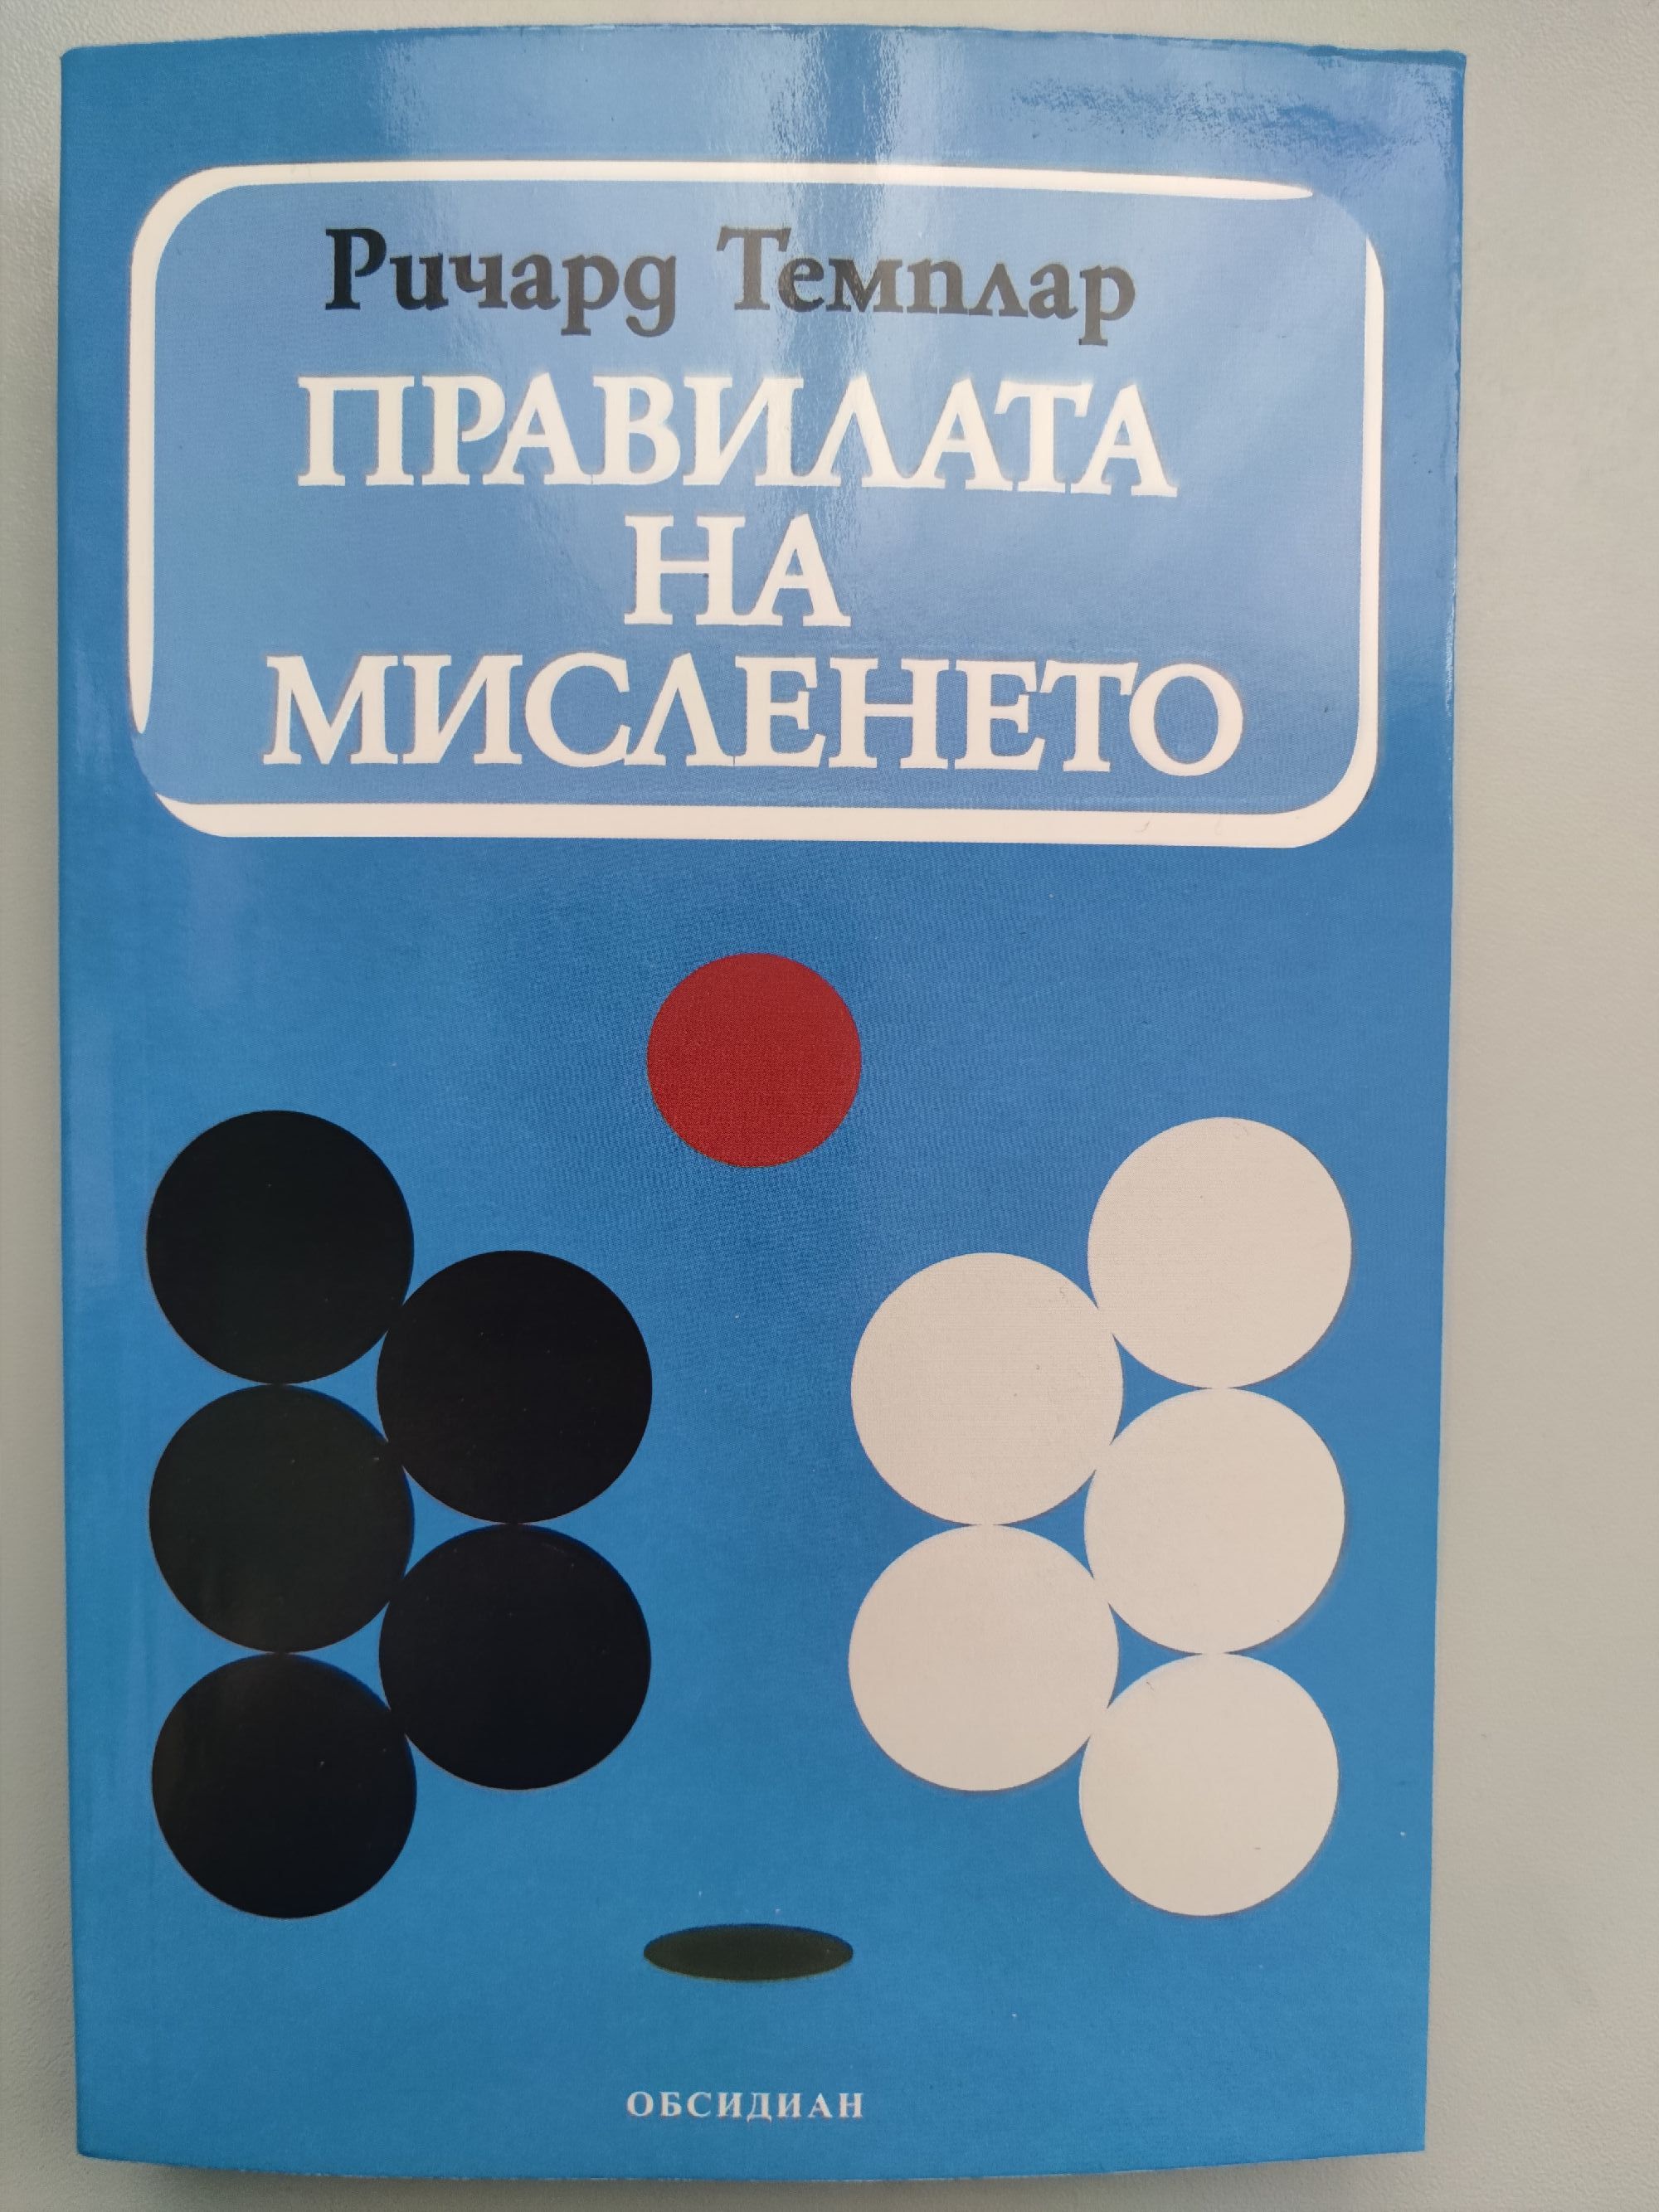 Ричард Темплар
ПРАВИЛАТА
НА
МИСЛЕНЕТО
ОБСИДИАН